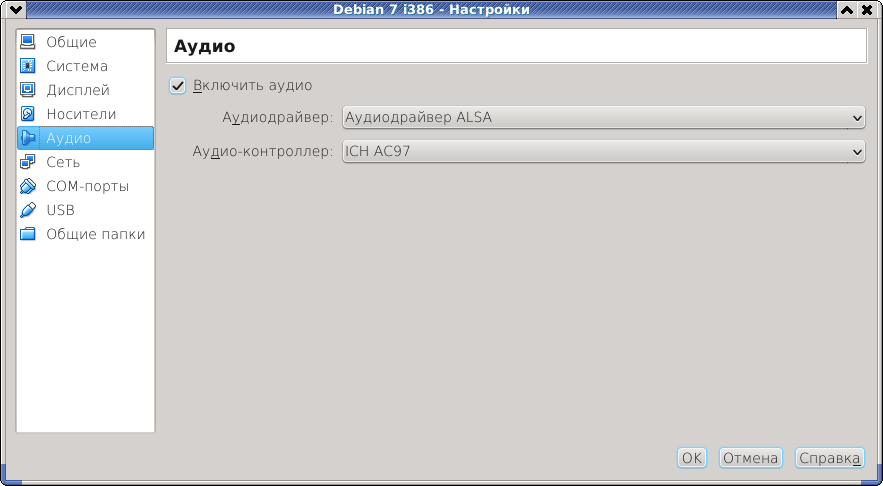 Debian 7 i386 - Настройки
Общие
Система
Дисплей
Носители
Аудио
Сеть
COM-порты
USB
Общие папки
Аудио
Включить аудио
Аудиодрайвер: Аудиодрайвер ALSA
Аудио-контроллер: ICH AC97
OK Отмена Справка